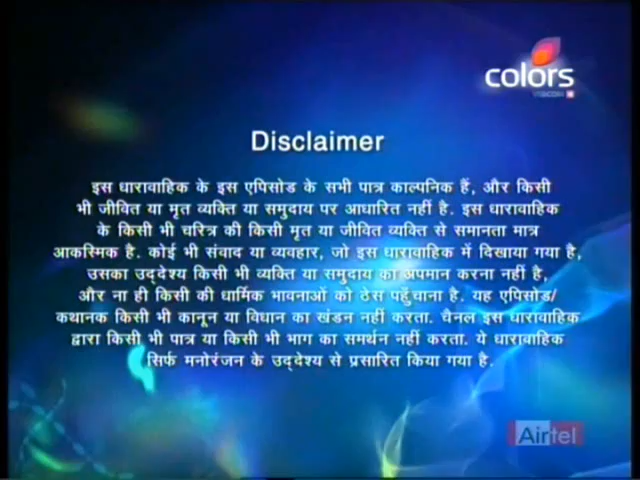 colors
VIACOM 18
Disclaimer
इस धारावाहिक के इस एपिसोड के सभी पात्र काल्पनिक हैं, और किसी
भी जीवित या मृत व्यक्ति या समुदाय पर आधारित नहीं है. इस धारावाहिक
के किसी भी चरित्र की किसी मृत या जीवित व्यक्ति से समानता मात्र
आकस्मिक है. कोई भी संवाद या व्यवहार, जो इस धारावाहिक में दिखाया गया है,
उसका उद्देश्य किसी भी व्यक्ति या समुदाय का अपमान करना नहीं है,
और ना ही किसी की धार्मिक भावनाओं को ठेस पहुँचाना है. यह एपिसोड/
कथानक किसी भी कानून या विधान का खंडन नहीं करता. चैनल इस धारावाहिक
द्वारा किसी भी पात्र या किसी भी भाग का समर्थन नहीं करता. ये धारावाहिक
सिर्फ मनोरंजन के उद्देश्य से प्रसारित किया गया है.
Airtel